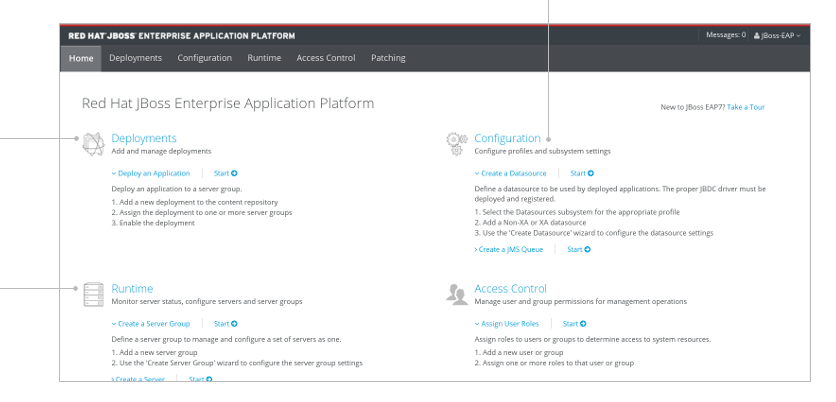 RED HAT JBOSS ENTERPRISE APPLICATION PLATFORM
Messages: 0 JBoss-EAP
Home Deployments Configuration Runtime Access Control Patching
Red Hat JBoss Enterprise Application Platform
New to JBoss EAP7? Take a Tour
Deployments
Add and manage deployments
Deploy an Application Start
Deploy an application to a server group.
1. Add a new deployment to the content repository
2. Assign the deployment to one or more server groups
3. Enable the deployment
Configuration
Configure profiles and subsystem settings
Create a Datasource Start
Define a datasource to be used by deployed applications. The proper JBDC driver must be
deployed and registered.
1. Select the Datasources subsystem for the appropriate profile
2. Add a Non-XA or XA datasource
3. Use the 'Create Datasource' wizard to configure the datasource settings
Create a JMS Queue Start
Runtime
Monitor server status, configure servers and server groups
Create a Server Group Start
Define a server group to manage and configure a set of servers as one.
1. Add a new server group
2. Use the 'Create Server Group' wizard to configure the server group settings
Create a Server Start
Access Control
Manage user and group permissions for management operations
Assign User Roles Start
Assign roles to users or groups to determine access to system resources.
1. Add a new user or group
2. Assign one or more roles to that user or group